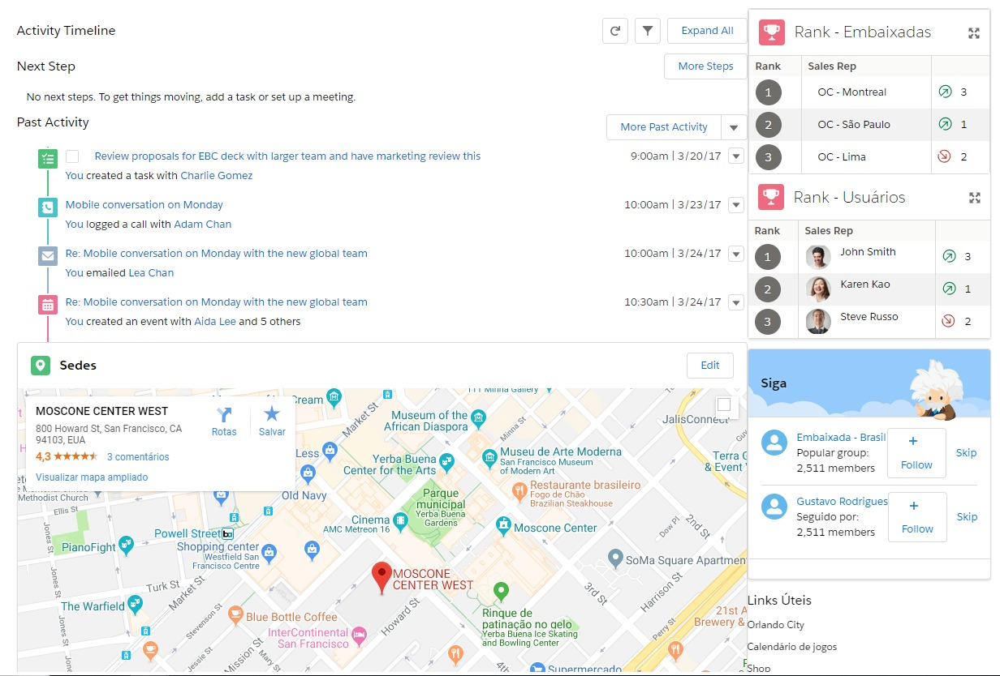 Activity Timeline
Expand All
Next Step
More Steps
No next steps. To get things moving, add a task or set up a meeting.
Past Activity
More Past Activity
Review proposals for EBC deck with larger team and have marketing review this
9:00am | 3/20/17
You created a task with Charlie Gomez
Mobile conversation on Monday
10:00am | 3/23/17
You logged a call with Adam Chan
Re: Mobile conversation on Monday with the new global team
10:00am | 3/24/17
You emailed Lea Chan
Re: Mobile conversation on Monday with the new global team
10:30am | 3/24/17
You created an event with Aida Lee and 5 others
Sedes
Edit
MOSCONE CENTER WEST
800 Howard St, San Francisco, CA
94103, EUA
4,3
3 comentários
Visualizar mapa ampliado
Rotas
Salvar
Cream
Market St
Museum of the
African Diaspora
111 Minna Gallery
Minna St
JalisConnect
Less
Yerba Buena
Center for the Arts
Museu de Arte Moderna
San Francisco Museum
of Modern Art
Terra G
& Event
Old Navy
Restaurante brasileiro
Fogo de Chão
Brazilian Steakhouse
Parque
municipal
Yerba Buena
Gardens
Methodist Church
Ellis St
Jones St
Cinema
AMC Metreon 16
Moscone Center
2nd St
Dow Pl
Powell Street
Shopping center
Westfield San
Francisco Centre
PianoFight
SoMa Square Apartmen
MOSCONE
CENTER WEST
Turk St
Jones St
3rd St
Harrison St
The Warfield
Stevenson St
Howard St
Rinque de
patinação no gelo
Yerba Buena Ice Skating
and Bowling Center
Blue Bottle Coffee
21st A
Brewery &
InterContinental
San Francisco
Perry St
Jessie St
Mission St
Market St
4th St
Supermercado
Rank - Embaixadas
Rank
Sales Rep
1
OC - Montreal
3
2
OC - São Paulo
1
3
OC - Lima
2
Rank - Usuários
Rank
Sales Rep
1
John Smith
3
2
Karen Kao
1
3
Steve Russo
2
Siga
Embaixada - Brasil
Popular group:
2,511 members
+
Follow
Skip
Gustavo Rodrigues
Seguido por:
2,511 members
+
Follow
Skip
Links Úteis
Orlando City
Calendário de jogos
Shop